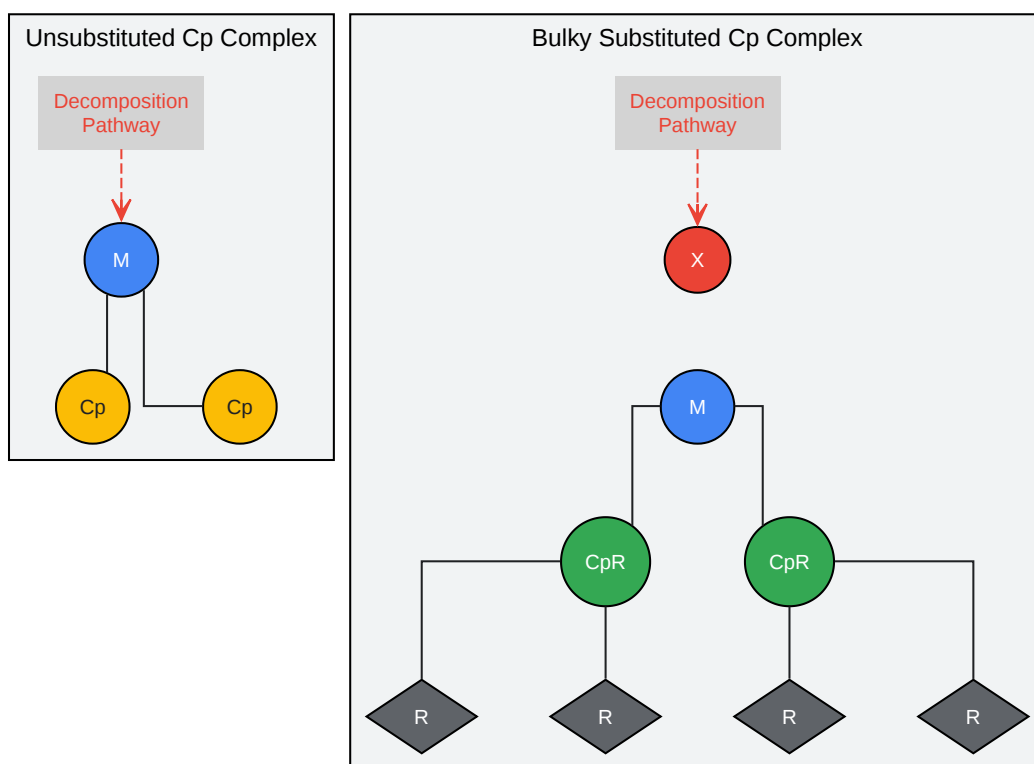 Unsubstituted Cp Complex
Decomposition
Pathway
M
Cp
Cp
Bulky Substituted Cp Complex
Decomposition
Pathway
X
M
CpR
CpR
R
R
R
R